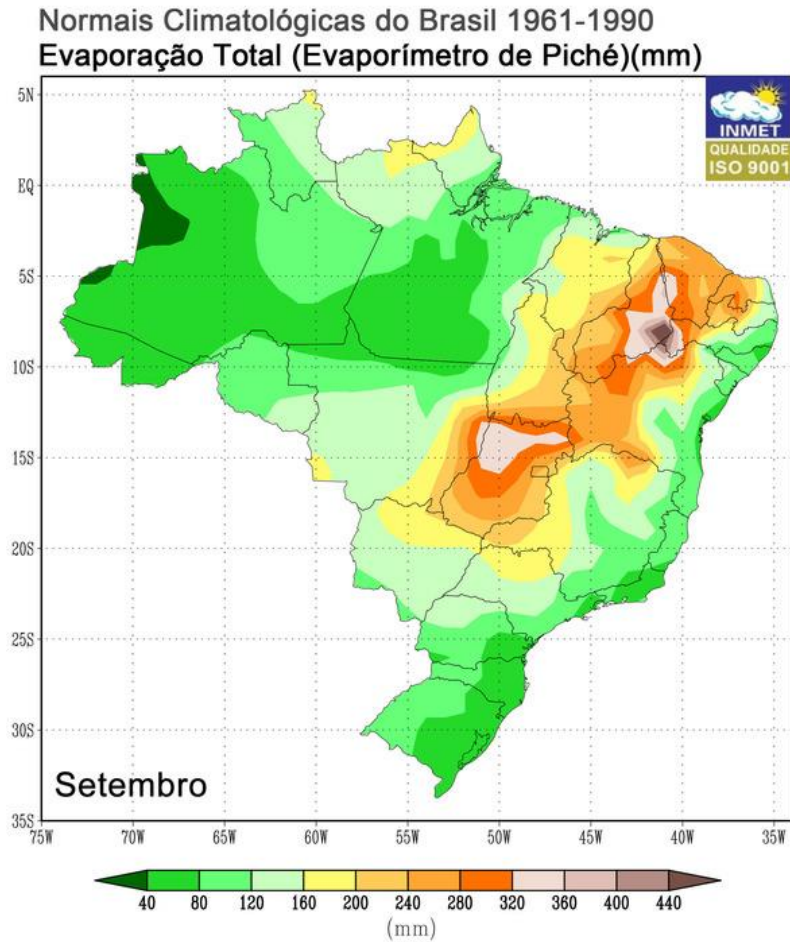 Normais Climatológicas do Brasil 1961-1990
Evaporação Total (Evaporímetro de Piché)(mm)
INMET
QUALIDADE
ISO 9001
5N
EQ
5S
10S
15S
20S
25S
30S
35S
Setembro
75W 70W 65W 60W 55W 50W 45W 40W 35W
40 80 120 160 200 240 280 320 360 400 440
(mm)